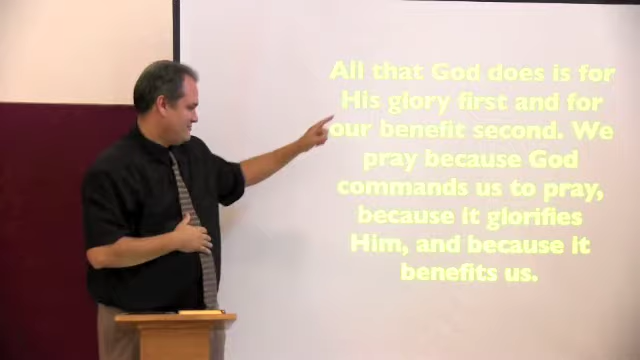 All that God does is for
His glory first and for
our benefit second. We
pray because God
commands us to pray,
because it glorifies
Him, and because it
benefits us.